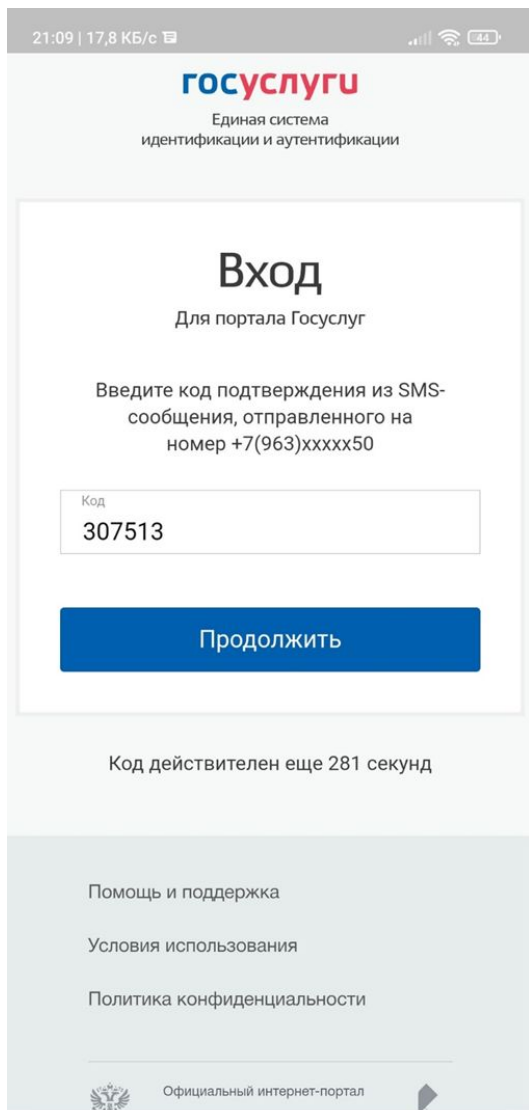 21:09 | 17,8 КБ/с
44
госуслуги
Единая система
идентификации и аутентификации
Вход
Для портала Госуслуг
Введите код подтверждения из SMS-
сообщения, отправленного на
номер +7(963)xxxxx50
Код
307513
Продолжить
Код действителен еще 281 секунд
Помощь и поддержка
Условия использования
Политика конфиденциальности
Официальный интернет-портал